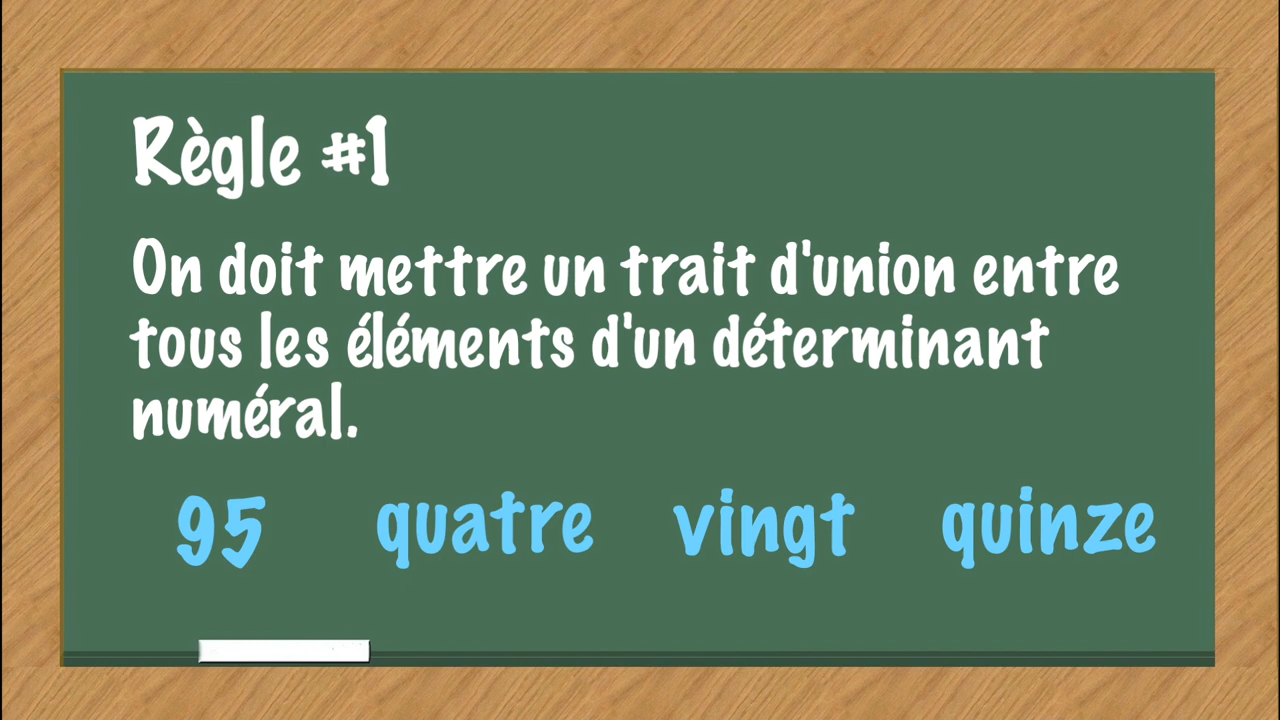 Règle #1
On doit mettre un trait d'union entre
tous les éléments d'un déterminant
numéral.
95 quatre vingt quinze